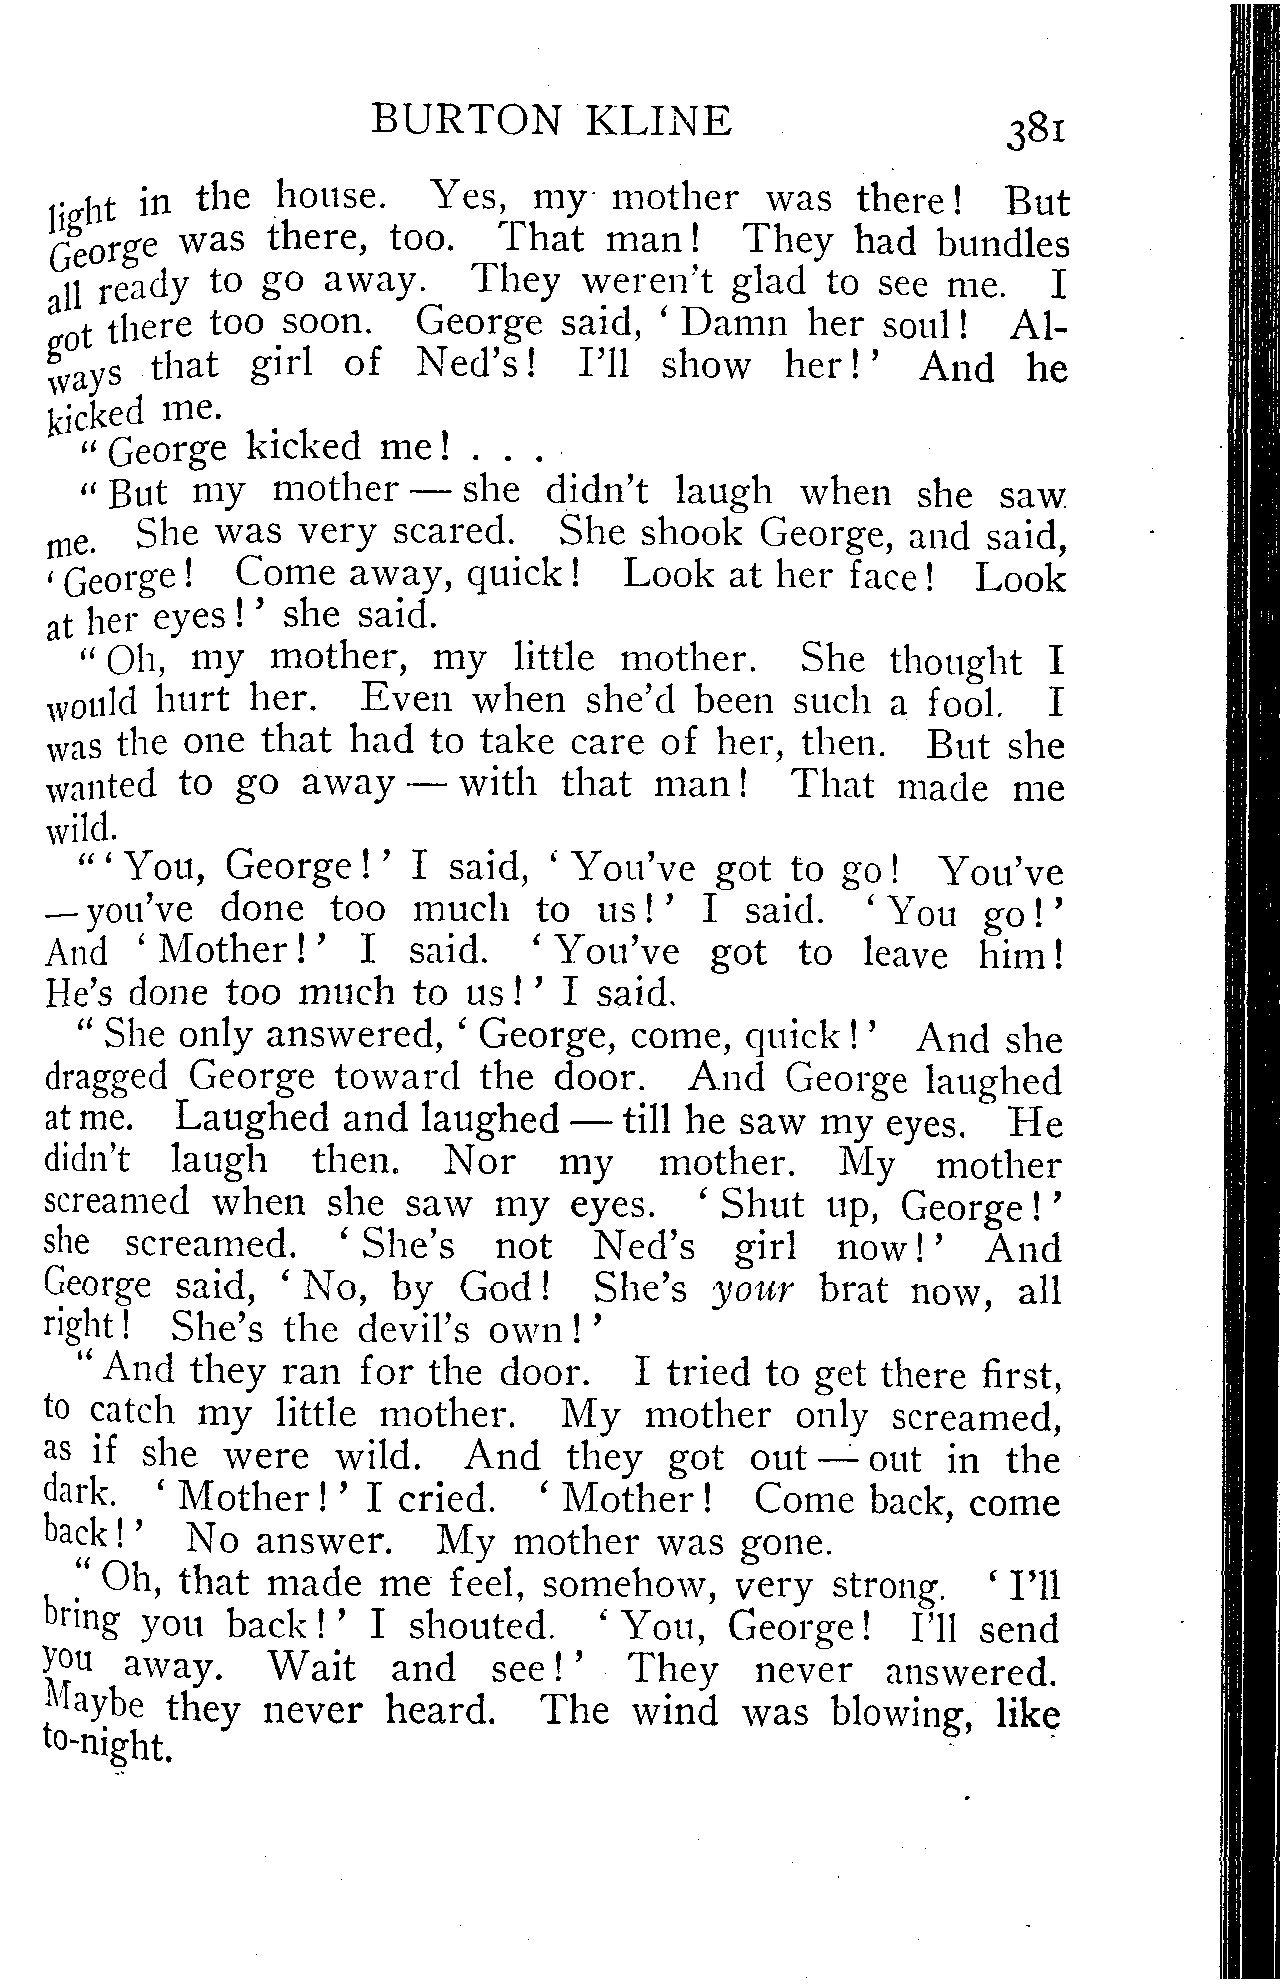 BURTON KLINE 381
light in the house. Yes, my mother was there! But
George was there, too. That man! They had bundles
all ready to go away. They weren't glad to see me. I
got there too soon. George said, ‘Damn her soul! Al-
ways that girl of Ned's! I'll show her!’ And he
kicked me.
“George kicked me! . . .
“But my mother — she didn't laugh when she saw
me. She was very scared. She shook George, and said,
‘George! Come away, quick! Look at her face! Look
at her eyes!’ she said.
“Oh, my mother, my little mother. She thought I
would hurt her. Even when she'd been such a fool. I
was the one that had to take care of her, then. But she
wanted to go away — with that man! That made me
wild.
“‘You, George!’ I said, ‘You've got to go! You've
— you've done too much to us!’ I said. ‘You go!’
And ‘Mother!’ I said. ‘You've got to leave him!
He's done too much to us!’ I said.
“She only answered, ‘George, come, quick!’ And she
dragged George toward the door. And George laughed
at me. Laughed and laughed — till he saw my eyes. He
didn't laugh then. Nor my mother. My mother
screamed when she saw my eyes. ‘Shut up, George!’
she screamed. ‘She's not Ned's girl now!’ And
George said, ‘No, by God! She's your brat now, all
right! She's the devil's own!’
“And they ran for the door. I tried to get there first,
to catch my little mother. My mother only screamed,
as if she were wild. And they got out — out in the
dark. ‘Mother!’ I cried. ‘Mother! Come back, come
back!’ No answer. My mother was gone.
“Oh, that made me feel, somehow, very strong. ‘I'll
bring you back!’ I shouted. ‘You, George! I'll send
you away. Wait and see!’ They never answered.
Maybe they never heard. The wind was blowing, like
to-night.